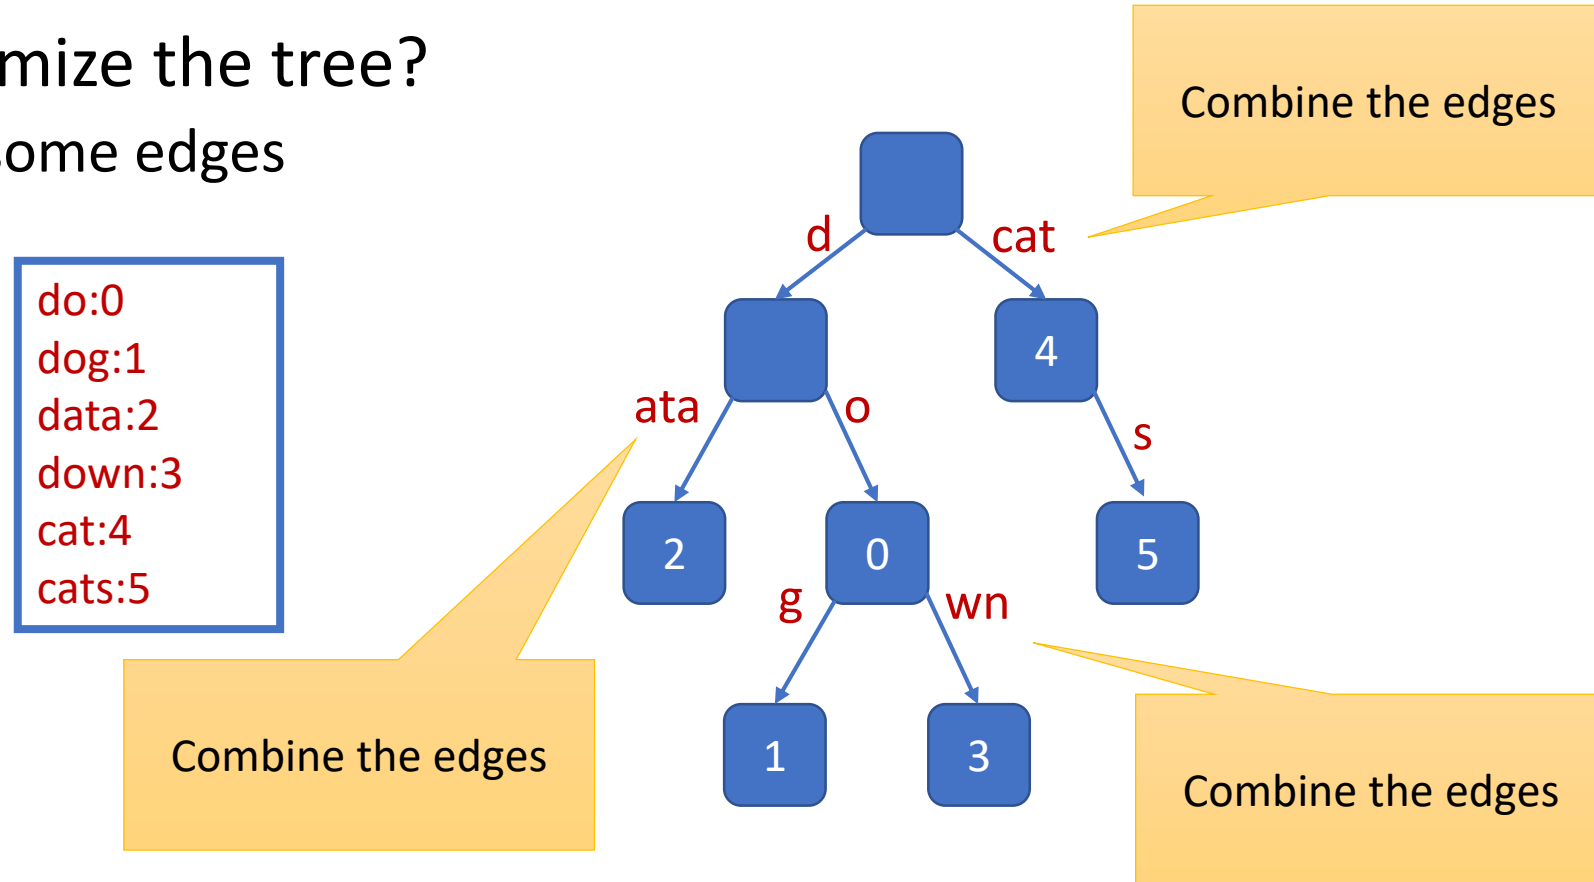 mize the tree?
some edges
Combine the edges
do:0
dog:1
data:2
down:3
cat:4
cats:5
d
cat
4
ata
o
s
2
0
5
g
wn
1
3
Combine the edges
Combine the edges